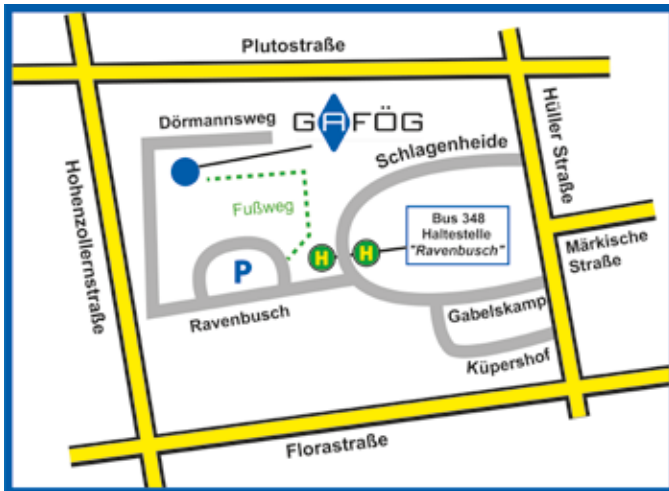 Plutostraße
Dörmannsweg
GAFÖG
Schlagenheide
Hüller Straße
Hohenzollernstraße
Fußweg
Bus 348
Haltestelle
"Ravenbusch"
H
H
Märkische
Straße
P
Ravenbusch
Gabelskamp
Küpershof
Florastraße